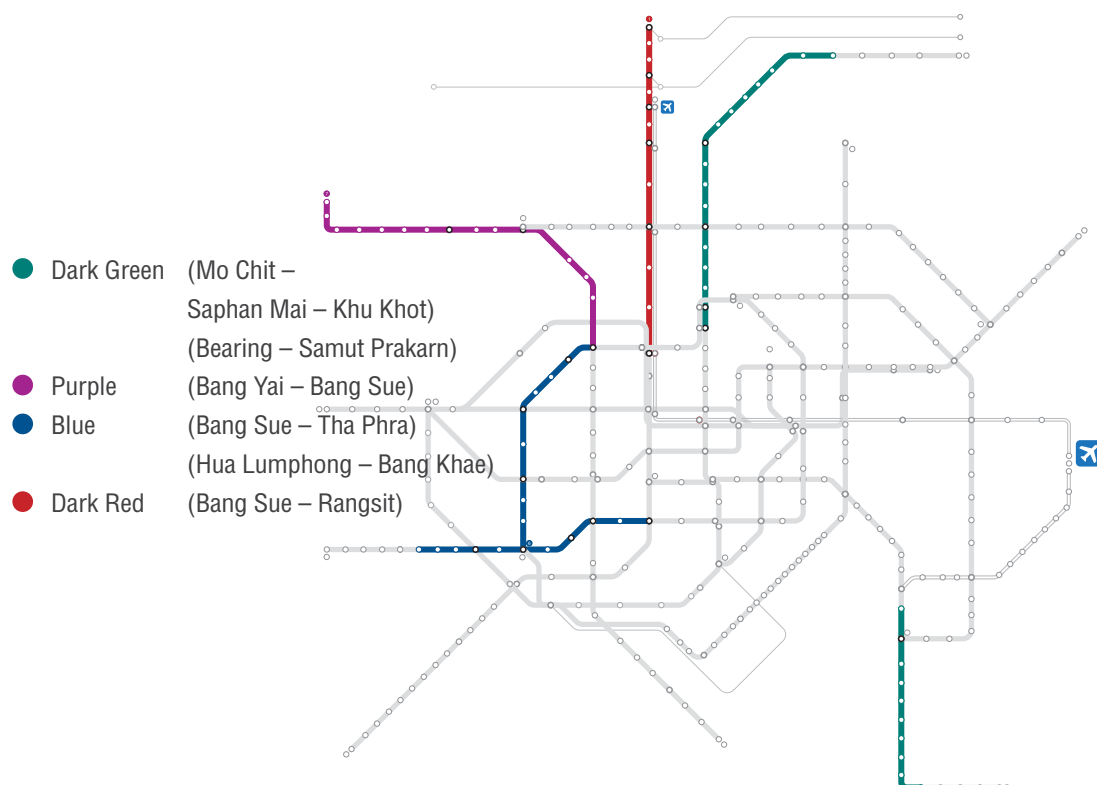 Dark Green (Mo Chit –
Saphan Mai – Khu Khot)
(Bearing – Samut Prakarn)
Purple (Bang Yai – Bang Sue)
Blue (Bang Sue – Tha Phra)
(Hua Lumphong – Bang Khae)
Dark Red (Bang Sue – Rangsit)